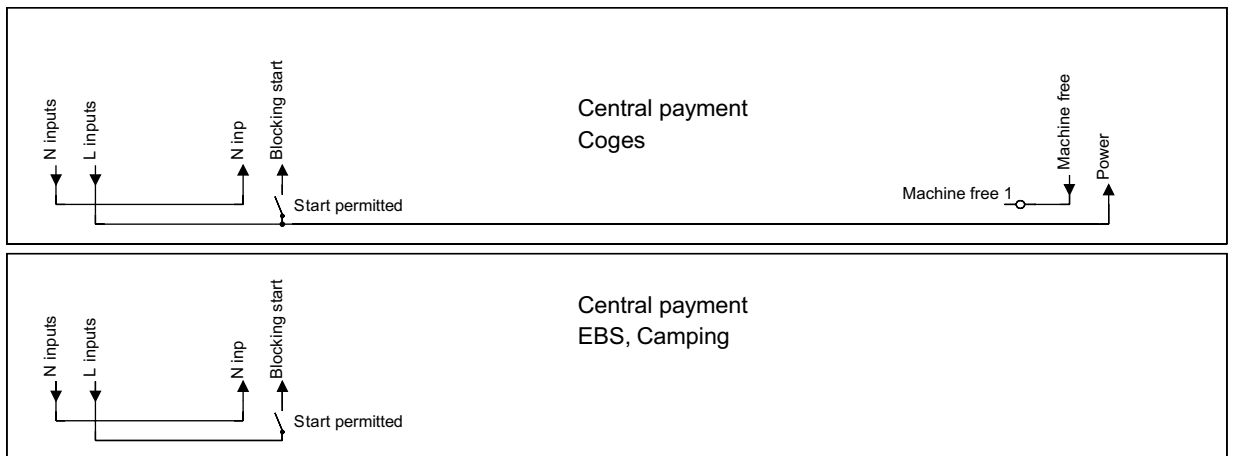 N inputs
L inputs
N inp
Blocking start
Start permitted
Central payment
Coges
Machine free 1
Machine free
Power
N inputs
L inputs
N inp
Blocking start
Start permitted
Central payment
EBS, Camping